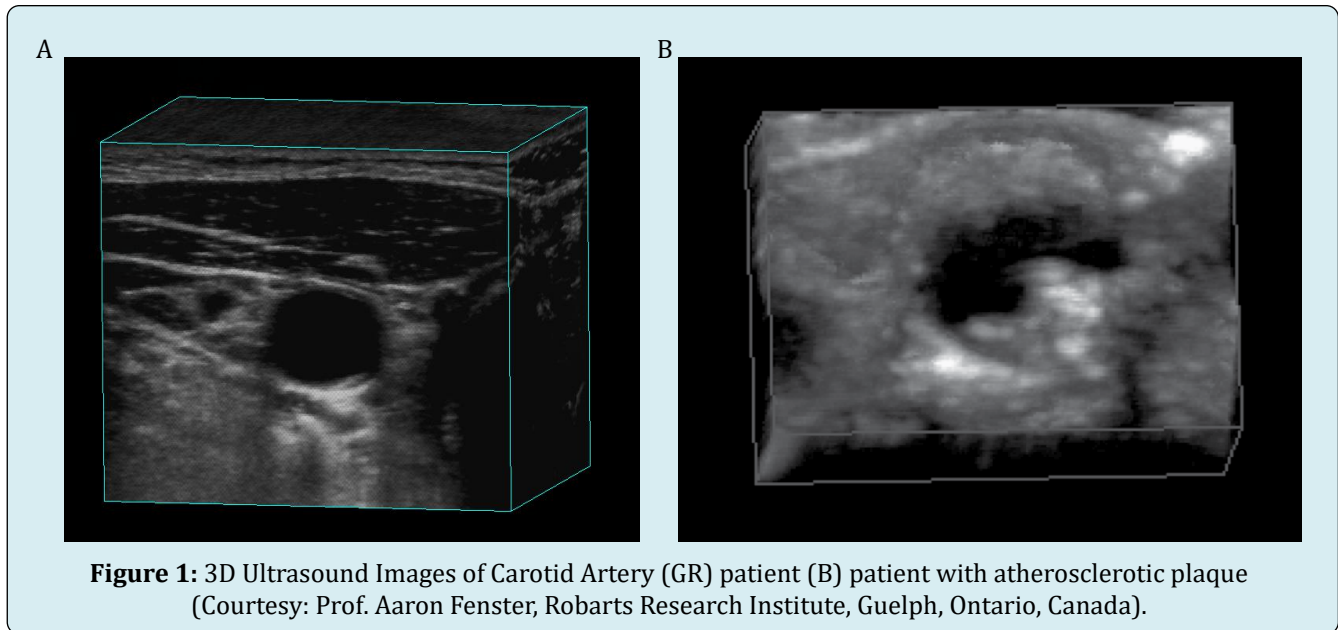 A
B
Figure 1: 3D Ultrasound Images of Carotid Artery (GR) patient (B) patient with atherosclerotic plaque
(Courtesy: Prof. Aaron Fenster, Robarts Research Institute, Guelph, Ontario, Canada).